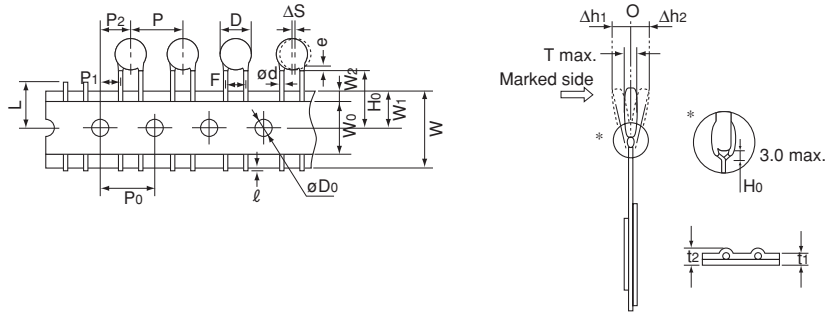 P2 P D ΔS
e
P1 F ød
L
W2 H0 W1
W0 W
P0 ℓ øD0
Δh1 O Δh2
T max.
Marked side
*
*
3.0 max.
H0
t2 t1